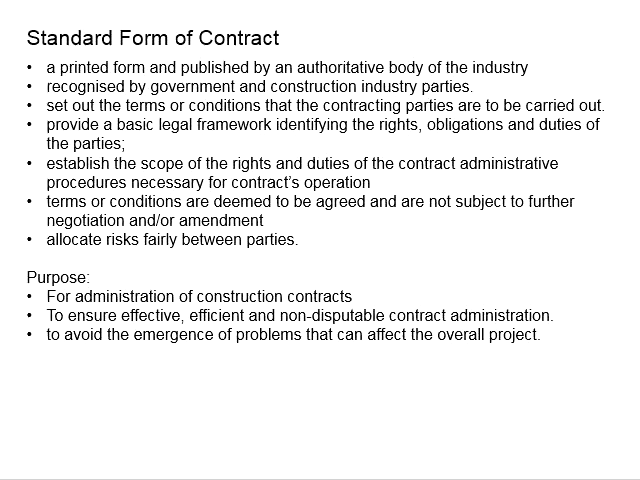 Standard Form of Contract
• a printed form and published by an authoritative body of the industry
• recognised by government and construction industry parties.
• set out the terms or conditions that the contracting parties are to be carried out.
• provide a basic legal framework identifying the rights, obligations and duties of
the parties;
• establish the scope of the rights and duties of the contract administrative
procedures necessary for contract’s operation
• terms or conditions are deemed to be agreed and are not subject to further
negotiation and/or amendment
• allocate risks fairly between parties.
Purpose:
• For administration of construction contracts
• To ensure effective, efficient and non-disputable contract administration.
• to avoid the emergence of problems that can affect the overall project.